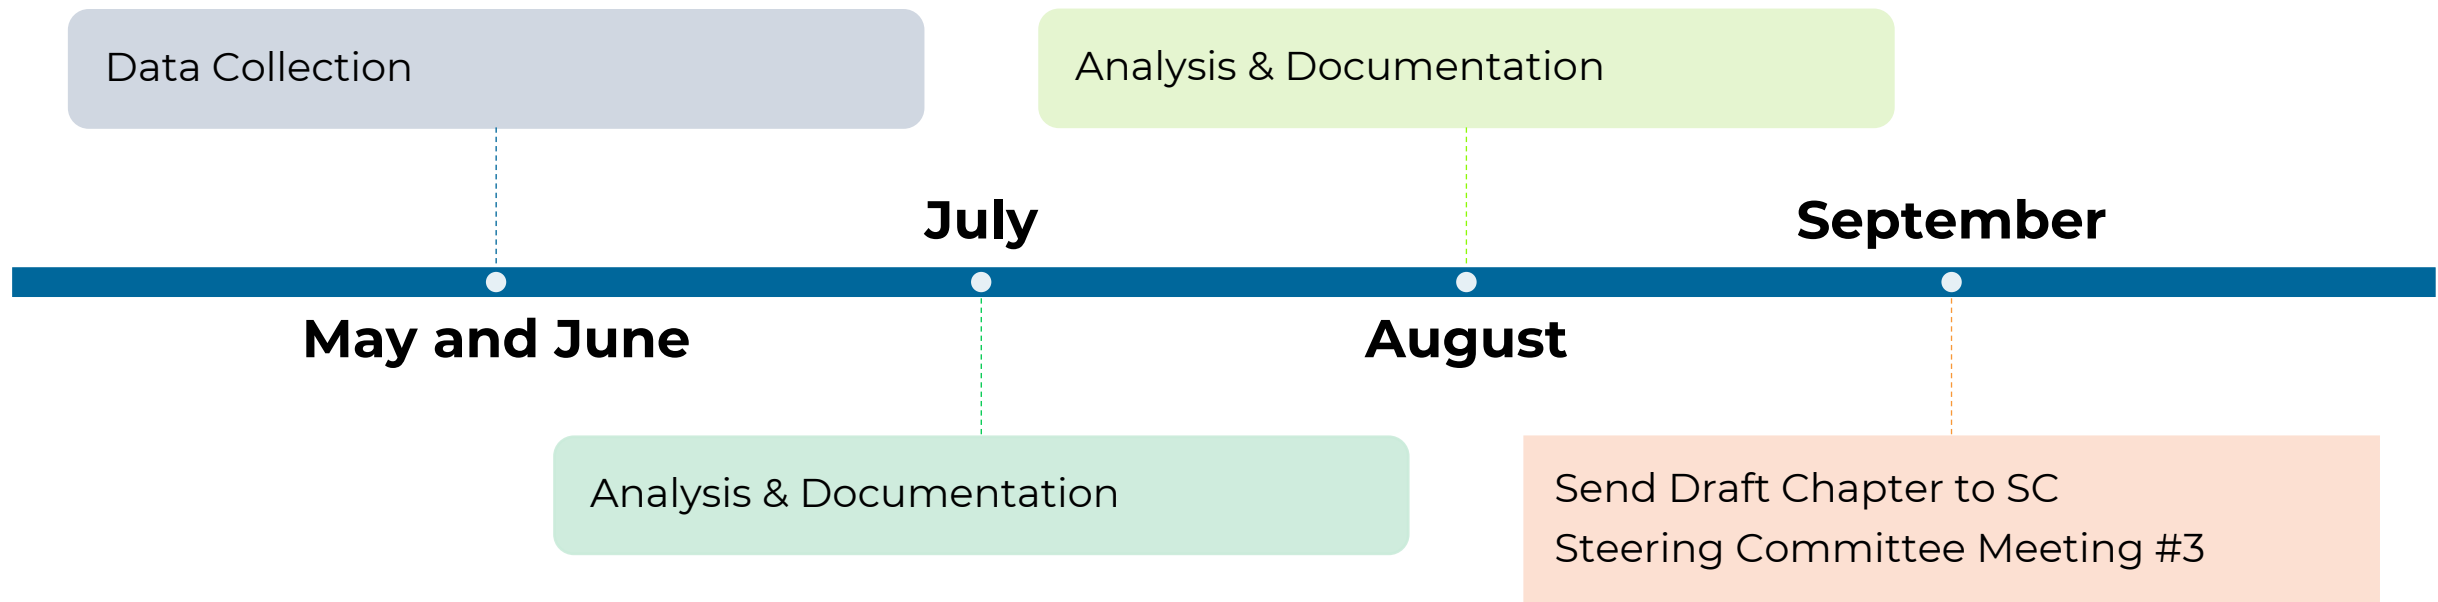 Data Collection
Analysis & Documentation
July
September
May and June
August
Analysis & Documentation
Send Draft Chapter to SC
Steering Committee Meeting #3